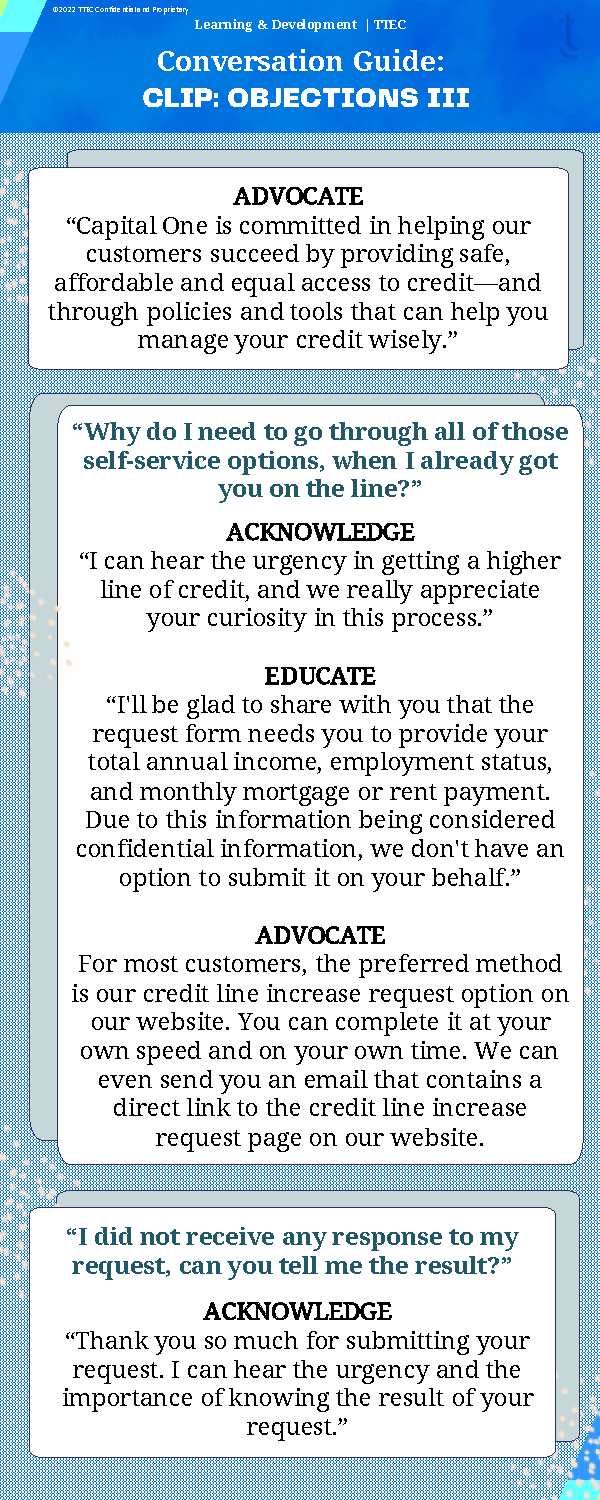 ©2022 TTEC Confidential and Proprietary
Learning & Development | TTEC
Conversation Guide:
CLIP: OBJECTIONS III
ADVOCATE
“Capital One is committed in helping our
customers succeed by providing safe,
affordable and equal access to credit—and
through policies and tools that can help you
manage your credit wisely.”
“Why do I need to go through all of those
self-service options, when I already got
you on the line?”
ACKNOWLEDGE
“I can hear the urgency in getting a higher
line of credit, and we really appreciate
your curiosity in this process.”
EDUCATE
“I'll be glad to share with you that the
request form needs you to provide your
total annual income, employment status,
and monthly mortgage or rent payment.
Due to this information being considered
confidential information, we don't have an
option to submit it on your behalf.”
ADVOCATE
For most customers, the preferred method
is our credit line increase request option on
our website. You can complete it at your
own speed and on your own time. We can
even send you an email that contains a
direct link to the credit line increase
request page on our website.
“I did not receive any response to my
request, can you tell me the result?”
ACKNOWLEDGE
“Thank you so much for submitting your
request. I can hear the urgency and the
importance of knowing the result of your
request.”